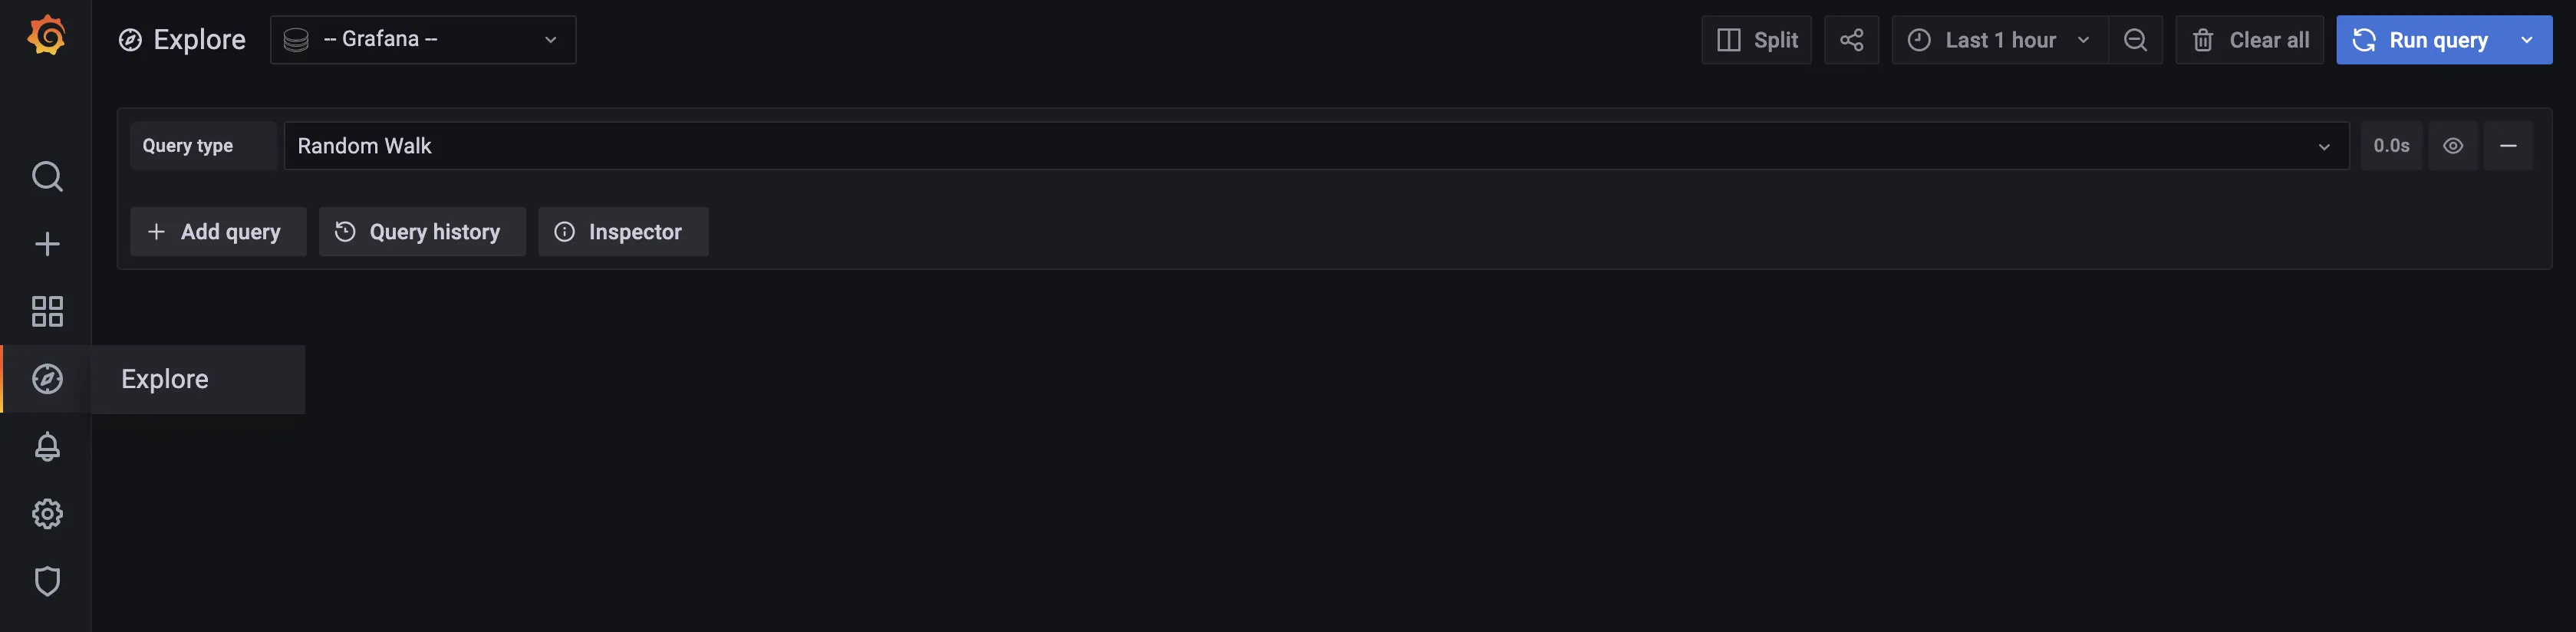 Explore
-- Grafana --
Split
Last 1 hour
Clear all
Run query
Query type
Random Walk
0.0s
Add query
Query history
Inspector
Explore